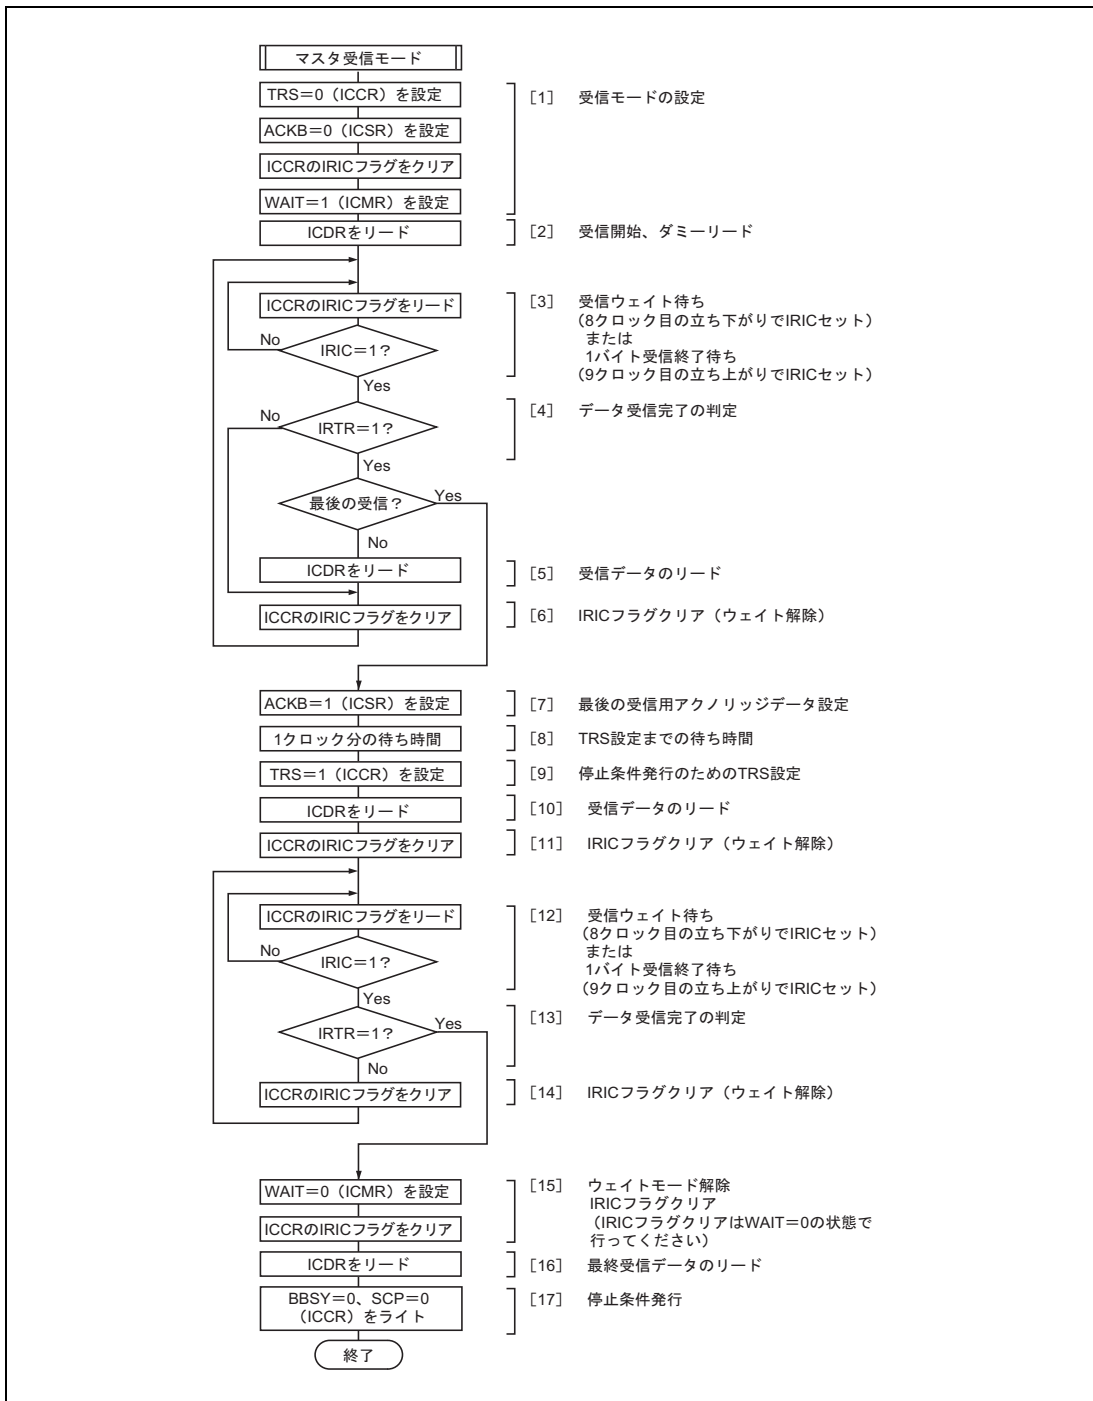 マスタ受信モード
TRS=0（ICCR）を設定
[1] 受信モードの設定
ACKB=0（ICSR）を設定
ICCRのIRICフラグをクリア
WAIT=1（ICMR）を設定
ICDRをリード
[2] 受信開始、ダミーリード
ICCRのIRICフラグをリード
[3] 受信ウェイト待ち
（8クロック目の立ち下がりでIRICセット）
または
1バイト受信終了待ち
（9クロック目の立ち上がりでIRICセット）
No
IRIC=1?
Yes
[4] データ受信完了の判定
No
IRTR=1?
Yes
最後の受信？
Yes
No
ICDRをリード
[5] 受信データのリード
ICCRのIRICフラグをクリア
[6] IRICフラグクリア（ウェイト解除）
ACKB=1（ICSR）を設定
[7] 最後の受信用アクノリッジデータ設定
1クロック分の待ち時間
[8] TRS設定までの待ち時間
TRS=1（ICCR）を設定
[9] 停止条件発行のためのTRS設定
ICDRをリード
[10] 受信データのリード
ICCRのIRICフラグをクリア
[11] IRICフラグクリア（ウェイト解除）
ICCRのIRICフラグをリード
[12] 受信ウェイト待ち
（8クロック目の立ち下がりでIRICセット）
または
1バイト受信終了待ち
（9クロック目の立ち上がりでIRICセット）
No
IRIC=1?
Yes
[13] データ受信完了の判定
IRTR=1?
Yes
No
ICCRのIRICフラグをクリア
[14] IRICフラグクリア（ウェイト解除）
WAIT=0（ICMR）を設定
[15] ウェイトモード解除
IRICフラグクリア
（IRICフラグクリアはWAIT=0の状態で
行ってください）
ICCRのIRICフラグをクリア
ICDRをリード
[16] 最終受信データのリード
BBSY=0、SCP=0
（ICCR）をライト
[17] 停止条件発行
終了